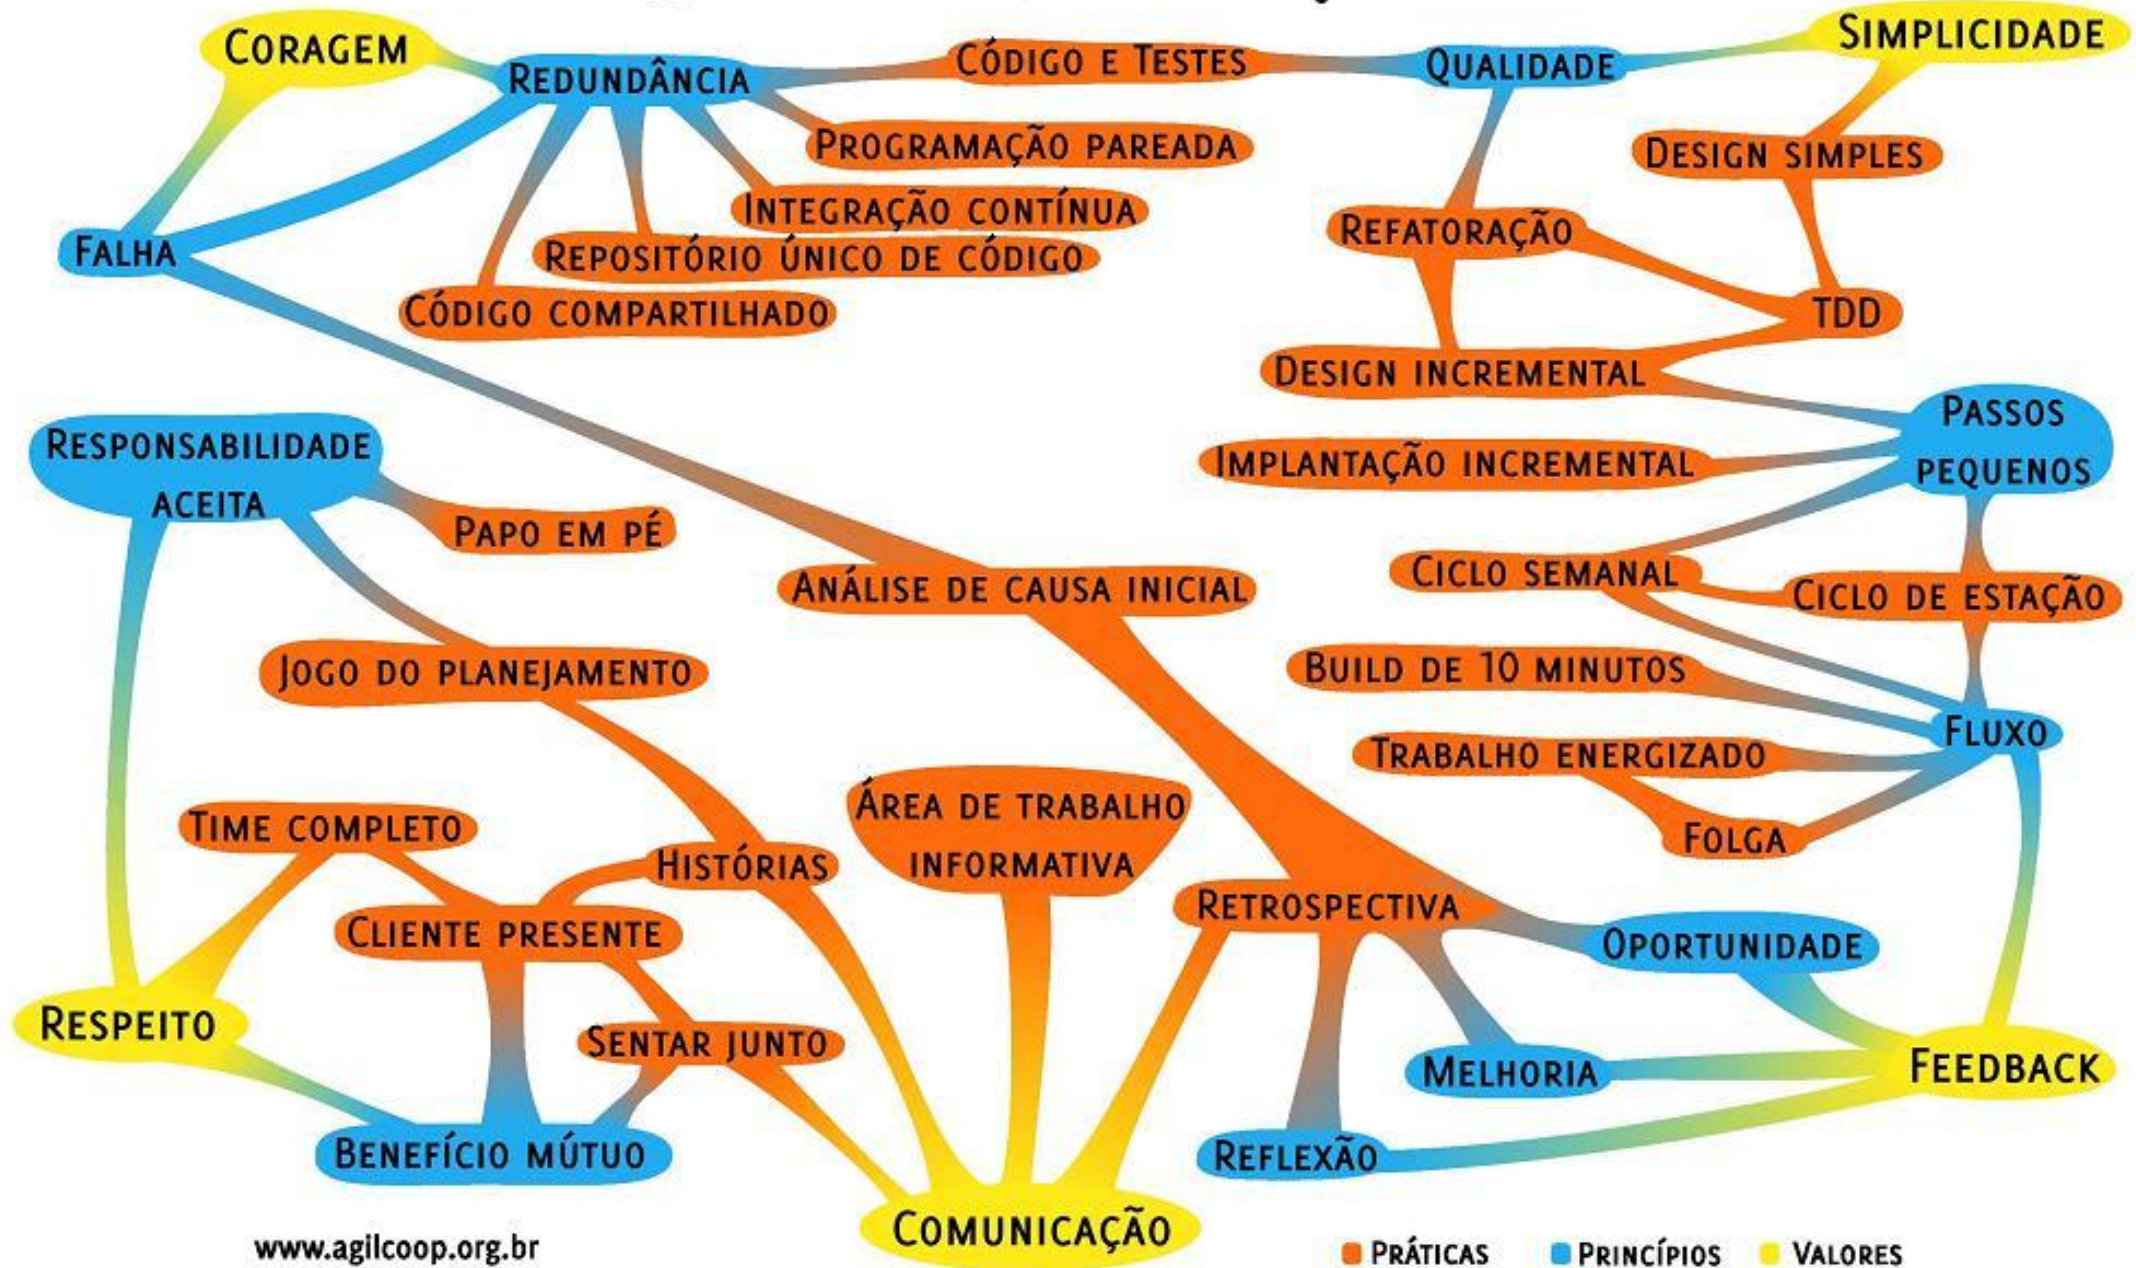 CORAGEM
REDUNDÂNCIA
CÓDIGO E TESTES
QUALIDADE
SIMPLICIDADE
PROGRAMAÇÃO PAREADA
DESIGN SIMPLES
INTEGRAÇÃO CONTÍNUA
REFATORAÇÃO
FALHA
REPOSITÓRIO ÚNICO DE CÓDIGO
CÓDIGO COMPARTILHADO
TDD
DESIGN INCREMENTAL
PASSOS
PEQUENOS
RESPONSABILIDADE
ACEITA
IMPLANTAÇÃO INCREMENTAL
PAPO EM PÉ
ANÁLISE DE CAUSA INICIAL
CICLO SEMANAL
CICLO DE ESTAÇÃO
JOGO DO PLANEJAMENTO
BUILD DE 10 MINUTOS
FLUXO
TRABALHO ENERGIZADO
FOLGA
TIME COMPLETO
HISTÓRIAS
ÁREA DE TRABALHO
INFORMATIVA
CLIENTE PRESENTE
RETROSPECTIVA
OPORTUNIDADE
RESPEITO
SENTAR JUNTO
MELHORIA
FEEDBACK
BENEFÍCIO MÚTUO
REFLEXÃO
COMUNICAÇÃO
www.agilcoop.org.br
PRÁTICAS
PRINCÍPIOS
VALORES